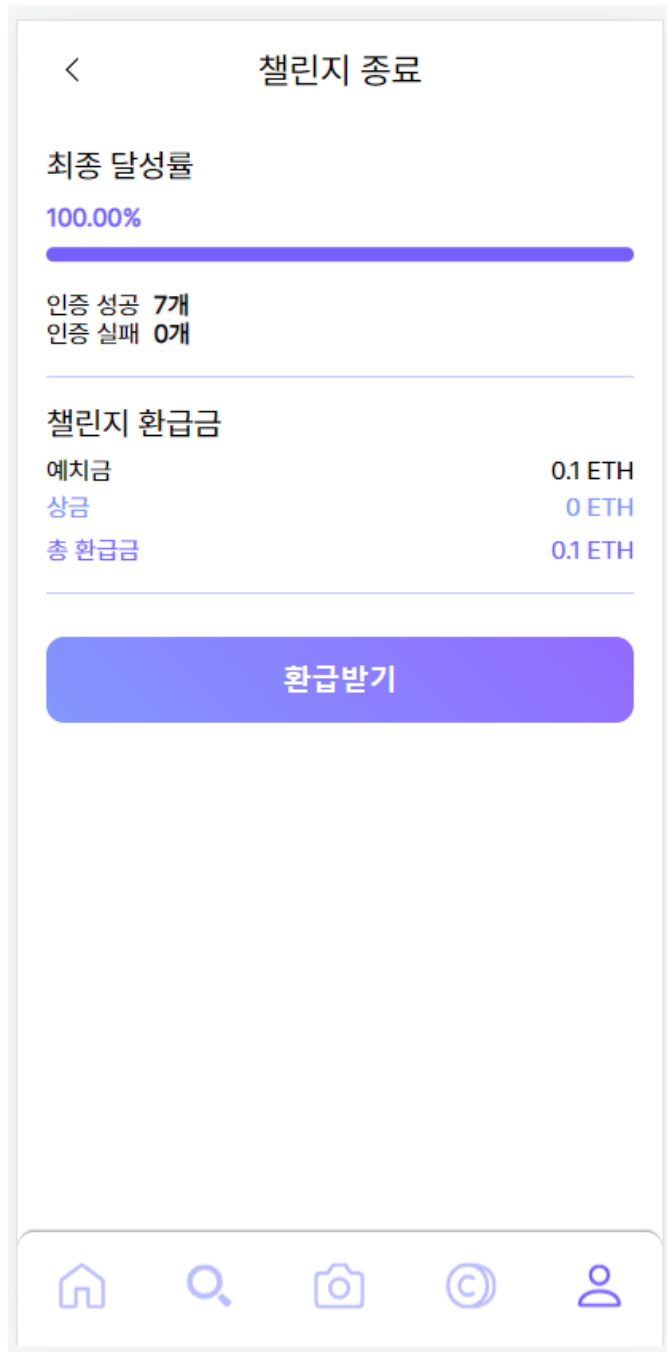 챌린지 종료
최종 달성률
100.00%
인증 성공 7개
인증 실패 0개
챌린지 환급금
예치금 0.1 ETH
상금 0 ETH
총 환급금 0.1 ETH
환급받기